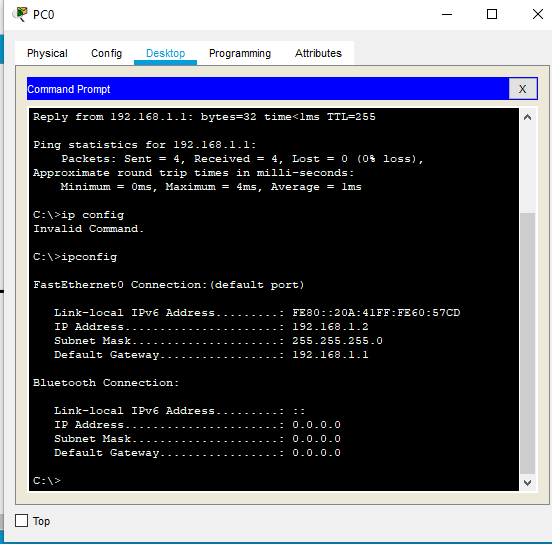 PC0
Physical Config Desktop Programming Attributes
Command Prompt X
Reply from 192.168.1.1: bytes=32 time<1ms TTL=255
Ping statistics for 192.168.1.1:
Packets: Sent = 4, Received = 4, Lost = 0 (0% loss),
Approximate round trip times in milli-seconds:
Minimum = 0ms, Maximum = 4ms, Average = 1ms
C:\>ip config
Invalid Command.
C:\>ipconfig
FastEthernet0 Connection:(default port)
Link-local IPv6 Address.........: FE80::20A:41FF:FE60:57CD
IP Address......................: 192.168.1.2
Subnet Mask.....................: 255.255.255.0
Default Gateway.................: 192.168.1.1
Bluetooth Connection:
Link-local IPv6 Address.........: ::
IP Address......................: 0.0.0.0
Subnet Mask.....................: 0.0.0.0
Default Gateway.................: 0.0.0.0
C:\>
Top